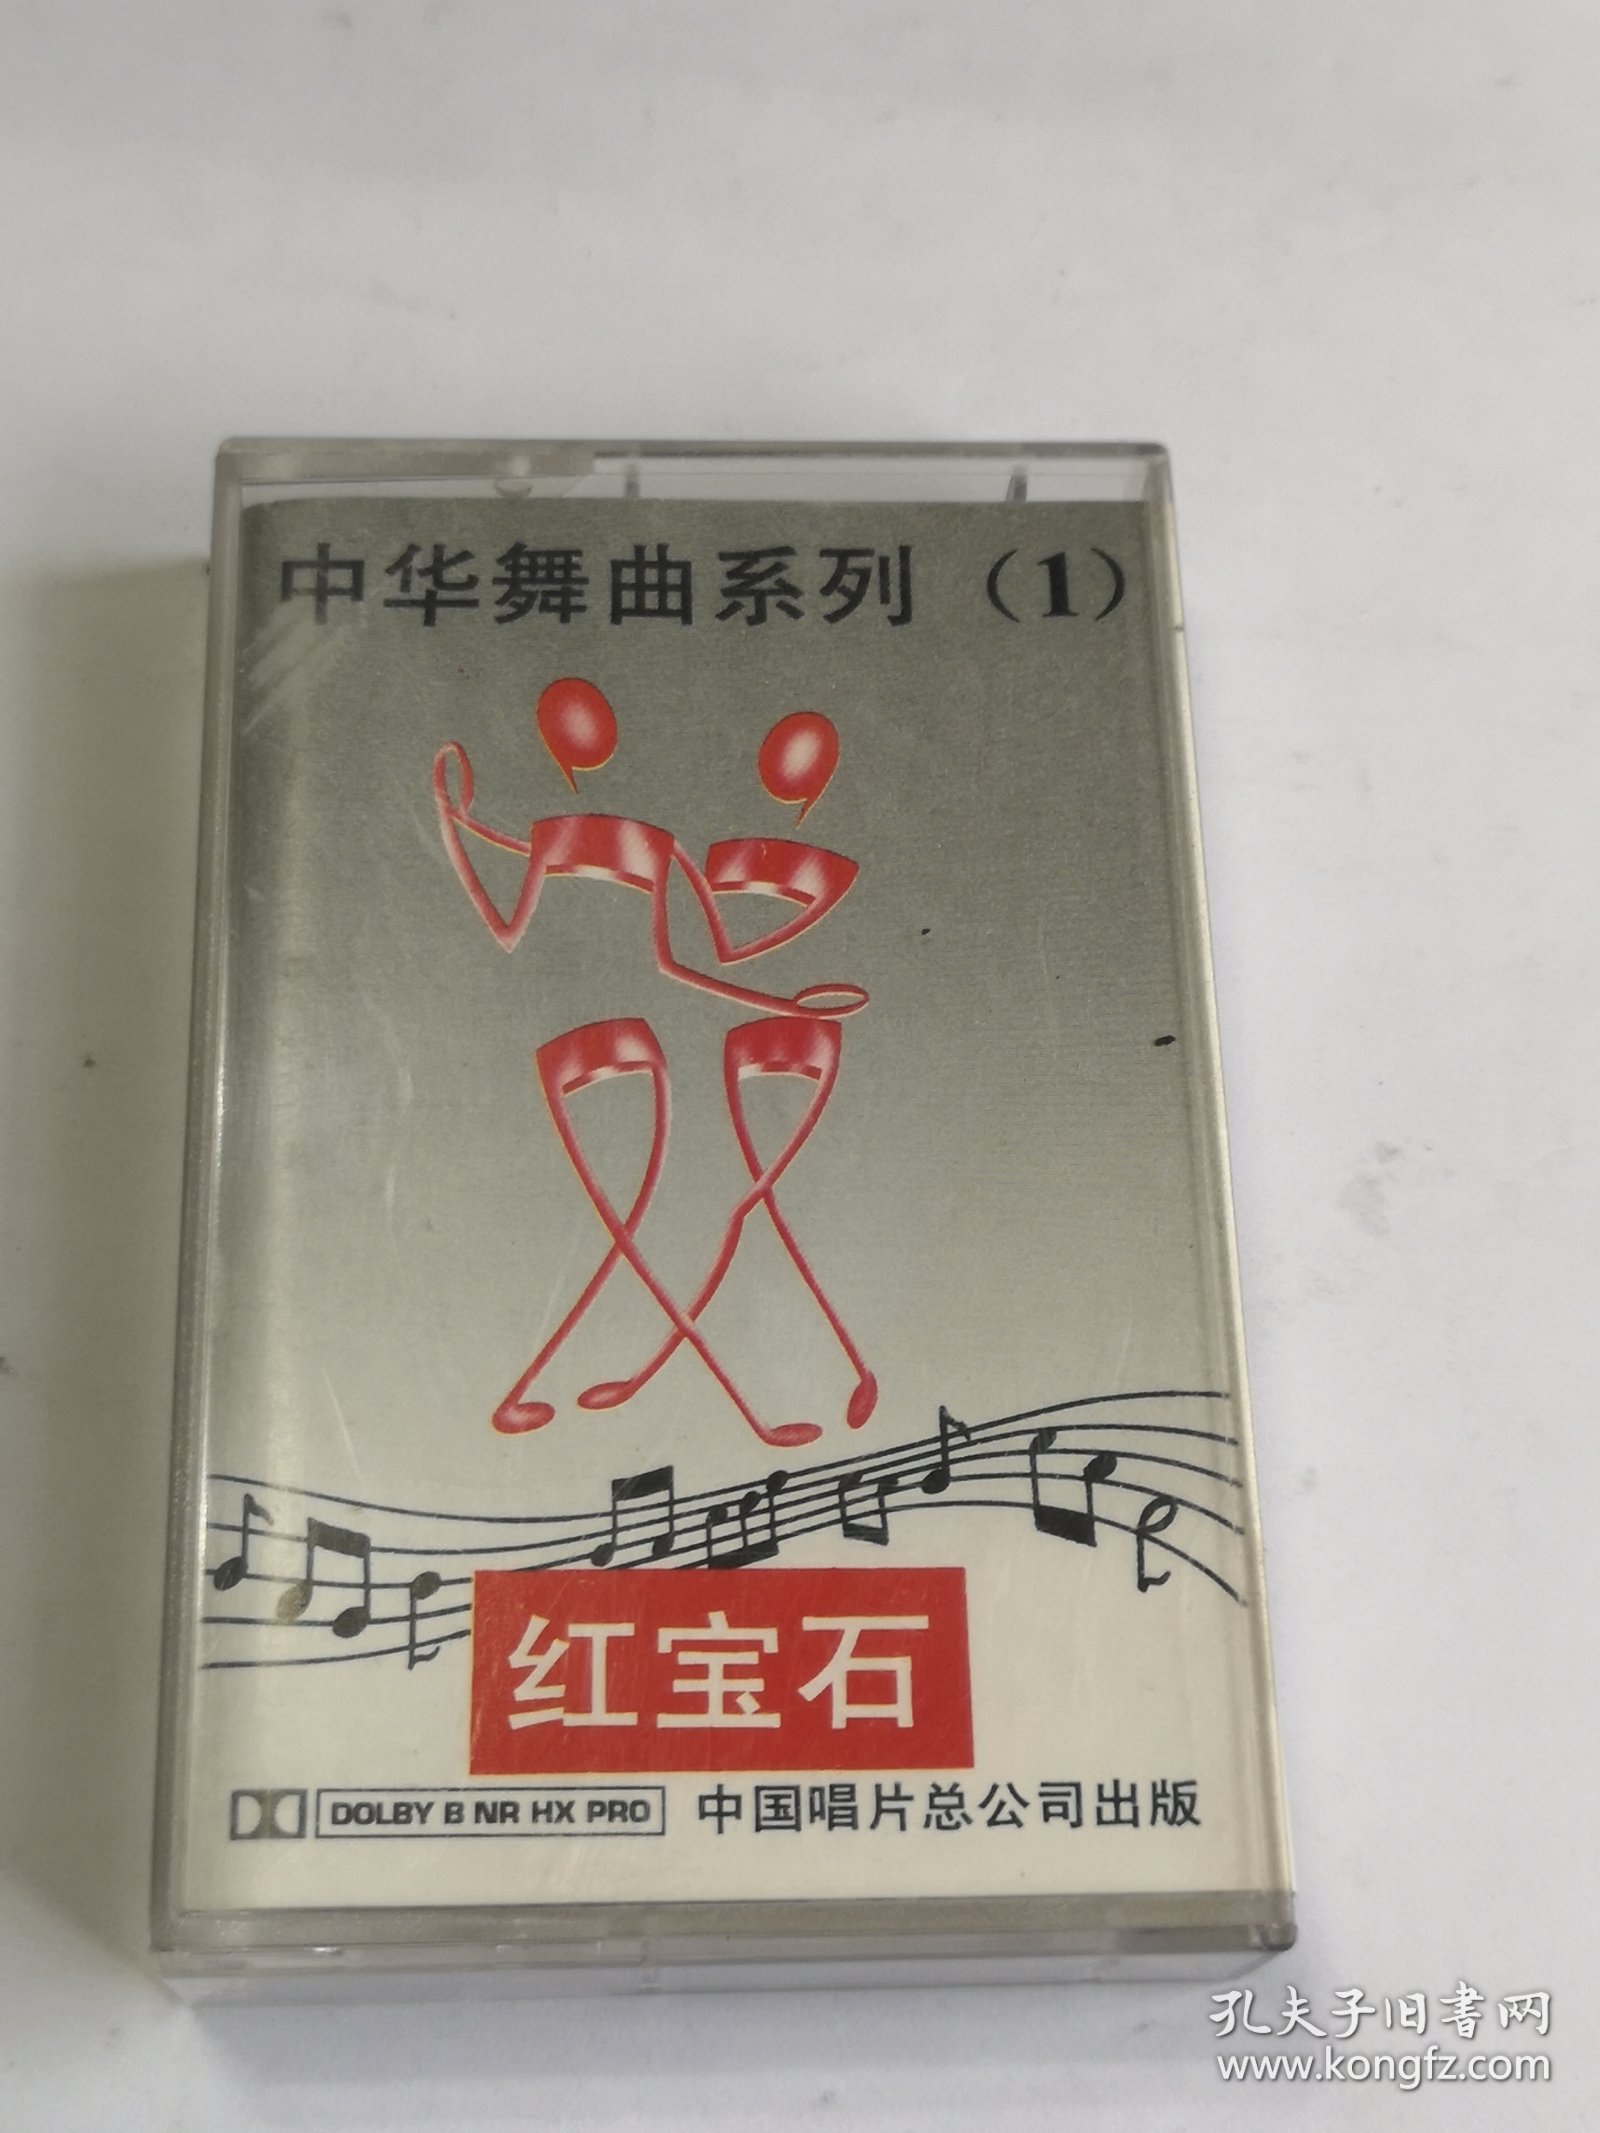 中华舞曲系列（1）
红宝石
DOLBY B NR HX PRO
中国唱片总公司出版
孔夫子旧书网
www.kongfz.com